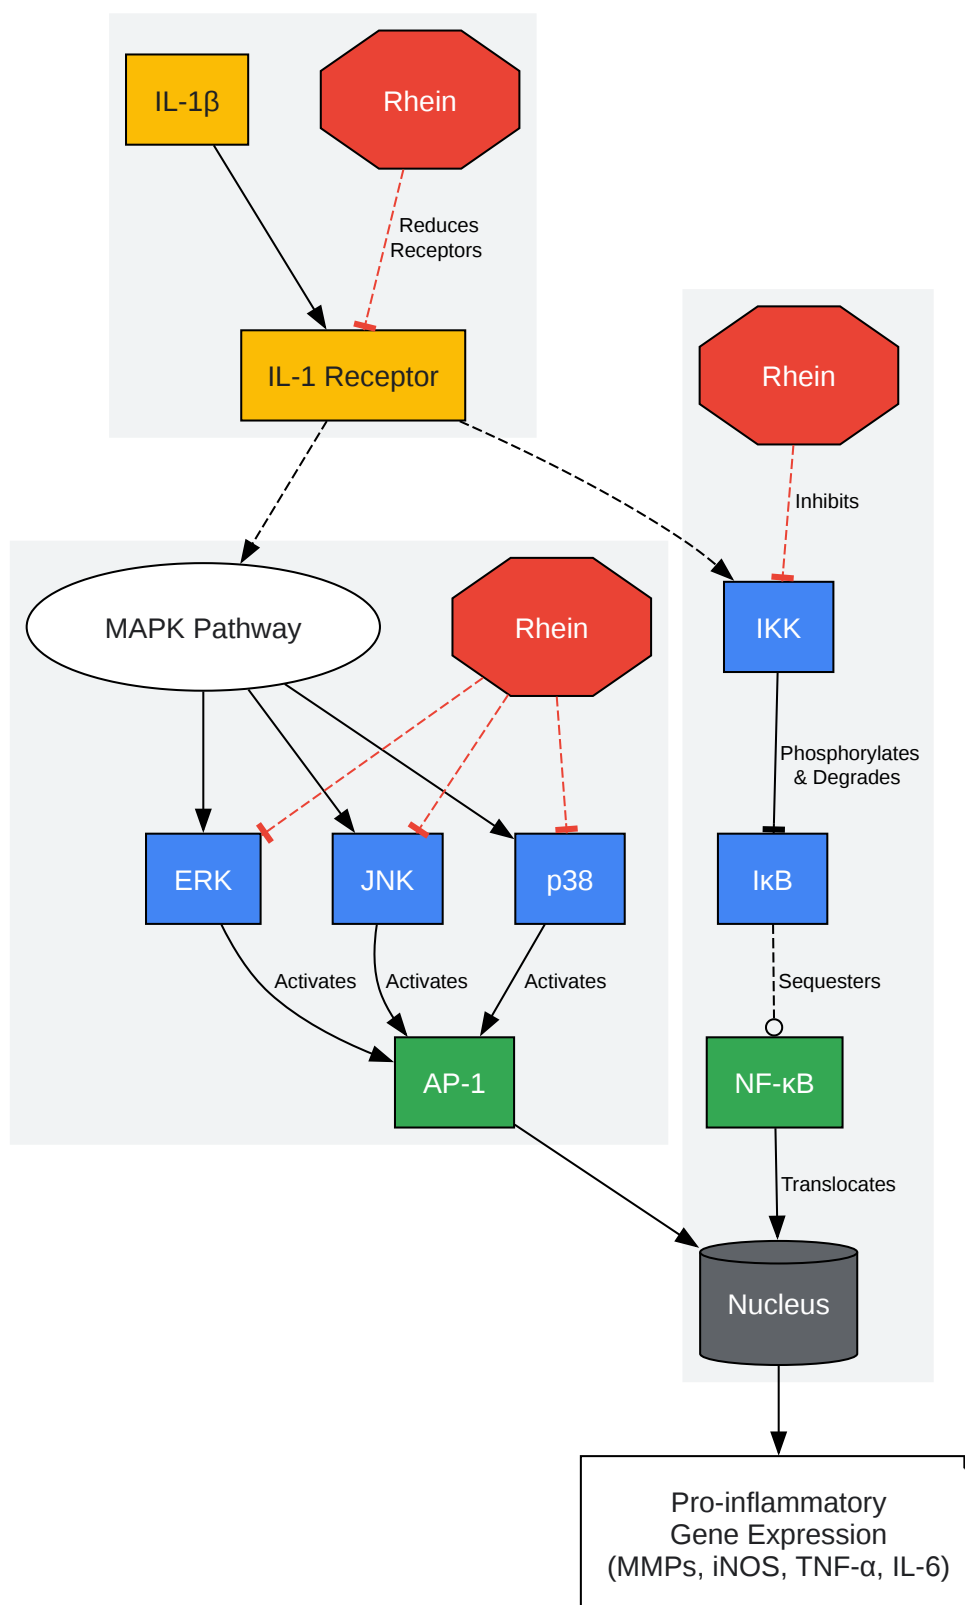 IL-1β
Rhein
Reduces
Receptors
IL-1 Receptor
Rhein
Inhibits
MAPK Pathway
Rhein
IKK
Phosphorylates
& Degrades
ERK
JNK
p38
IκB
Activates
Activates
Activates
Sequesters
AP-1
NF-κB
Translocates
Nucleus
Pro-inflammatory
Gene Expression
(MMPs, iNOS, TNF-α, IL-6)